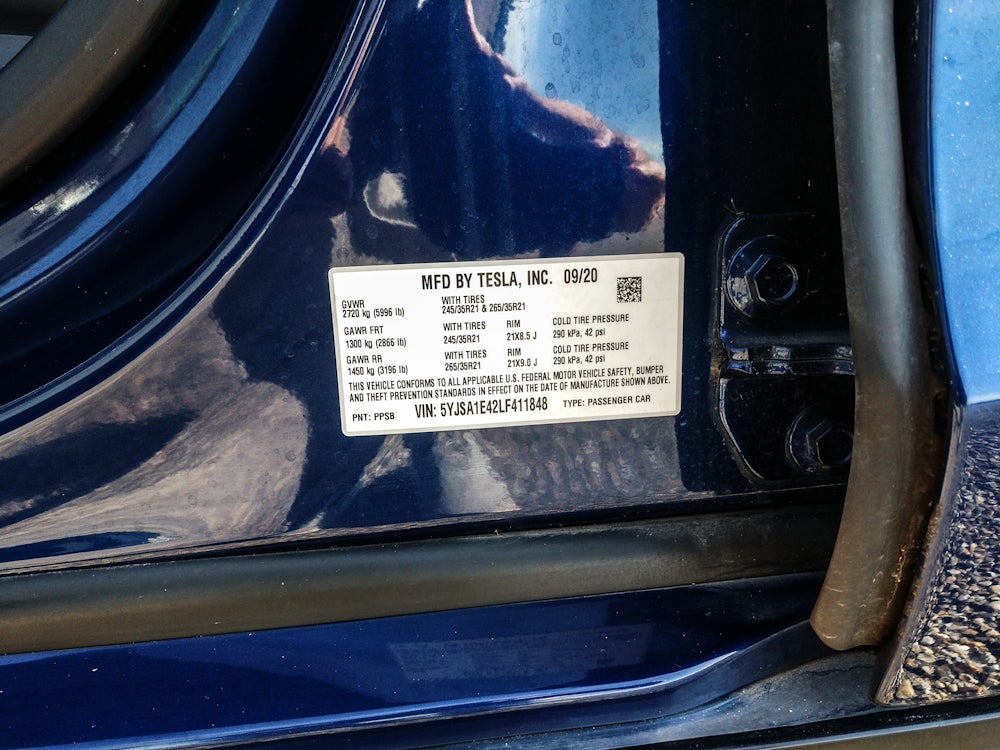 MFD BY TESLA, INC. 09/20
GVWR WITH TIRES
2720 kg (5996 lb) 245/35R21 & 265/35R21
GAWR FRT WITH TIRES RIM COLD TIRE PRESSURE
1300 kg (2866 lb) 245/35R21 21X8.5 J 290 kPa, 42 psi
GAWR RR WITH TIRES RIM COLD TIRE PRESSURE
1450 kg (3196 lb) 265/35R21 21X9.0 J 290 kPa, 42 psi
THIS VEHICLE CONFORMS TO ALL APPLICABLE U.S. FEDERAL MOTOR VEHICLE SAFETY, BUMPER
AND THEFT PREVENTION STANDARDS IN EFFECT ON THE DATE OF MANUFACTURE SHOWN ABOVE.
PNT: PPSB VIN: 5YJSA1E42LF411848 TYPE: PASSENGER CAR